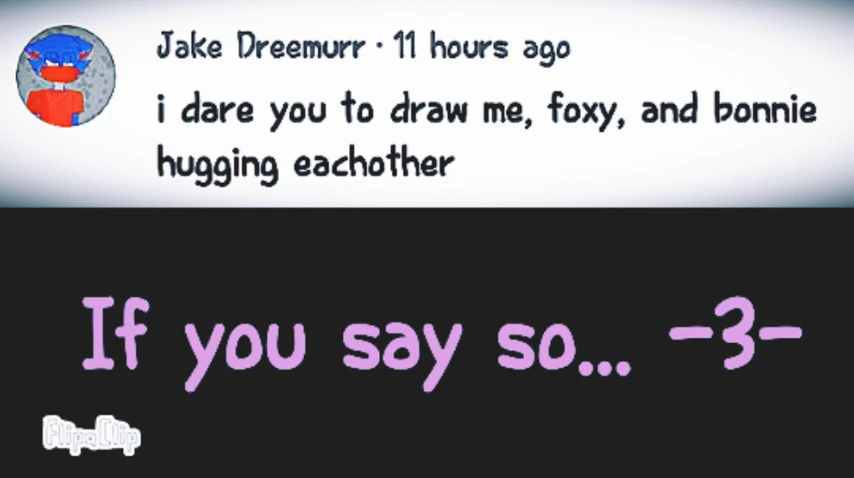 Jake Dreemurr · 11 hours ago
i dare you to draw me, foxy, and bonnie
hugging eachother
If you say so... -3-
FlipaClip